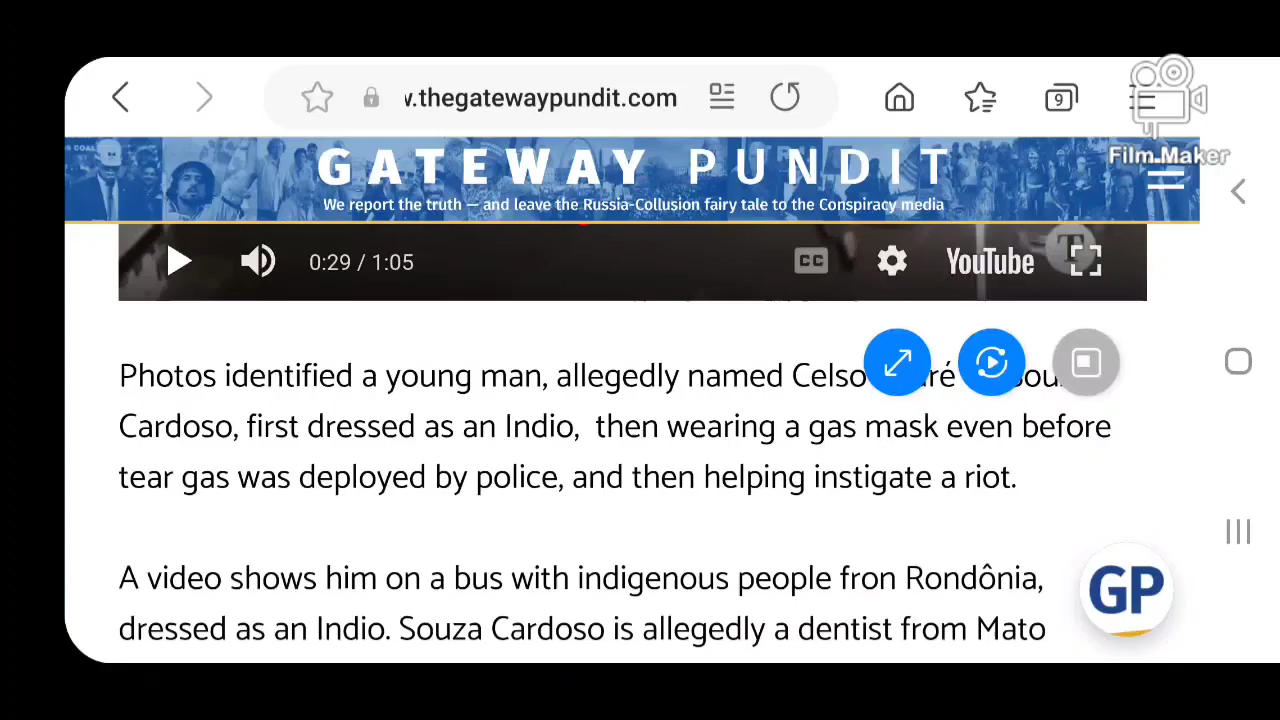 .thegatewaypundit.com
9
Film Maker
GATEWAY PUNDIT
We report the truth — and leave the Russia-Collusion fairy tale to the Conspiracy media
0:29 / 1:05
CC
YouTube
T
Photos identified a young man, allegedly named Celso
Cardoso, first dressed as an Indio, then wearing a gas mask even before
tear gas was deployed by police, and then helping instigate a riot.
A video shows him on a bus with indigenous people fron Rondônia,
GP
dressed as an Indio. Souza Cardoso is allegedly a dentist from Mato